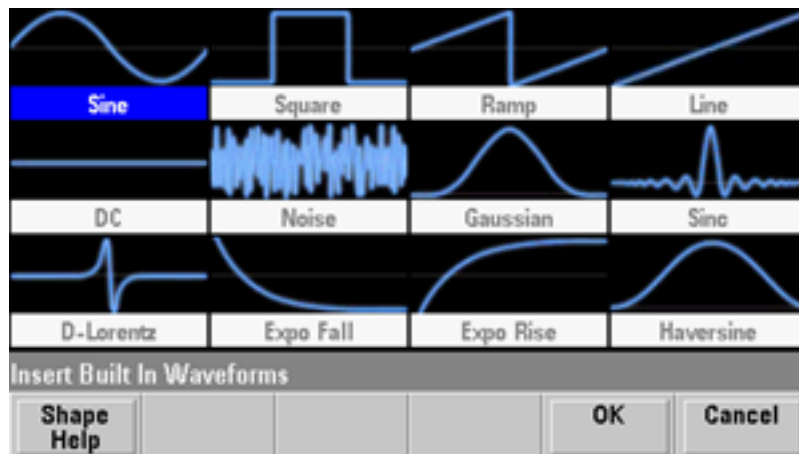 Sine
Square
Ramp
Line
DC
Noise
Gaussian
Sinc
D-Lorentz
Expo Fall
Expo Rise
Haversine
Insert Built In Waveforms
Shape
Help
OK
Cancel